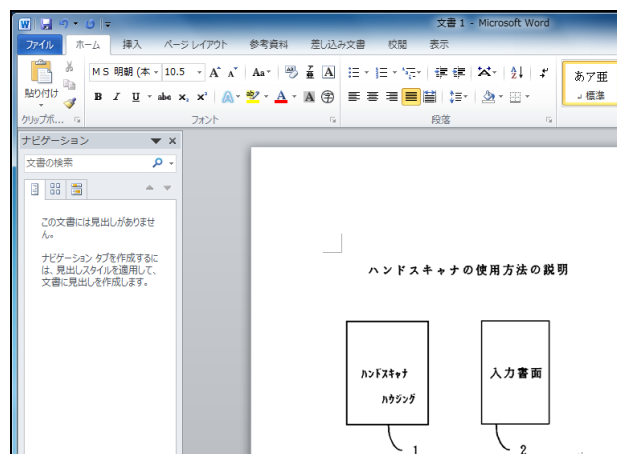 文書 1 - Microsoft Word
ファイル ホーム 挿入 ページ レイアウト 参考資料 差し込み文書 校閲 表示
貼り付け
MS 明朝 (本 10.5
B I U abc x₂ x² A ab A A 字
Aa A A A 亜
あア亜
標準
クリップボ... フォント 段落
ナビゲーション
文書の検索
この文書には見出しがありませ
ん。
ナビゲーション タブを作成するに
は、見出しスタイルを適用して、
文書に見出しを作成します。
ハンドスキャナの使用方法の説明
ハンドスキャナ
ハウジング
入力書面
1 2